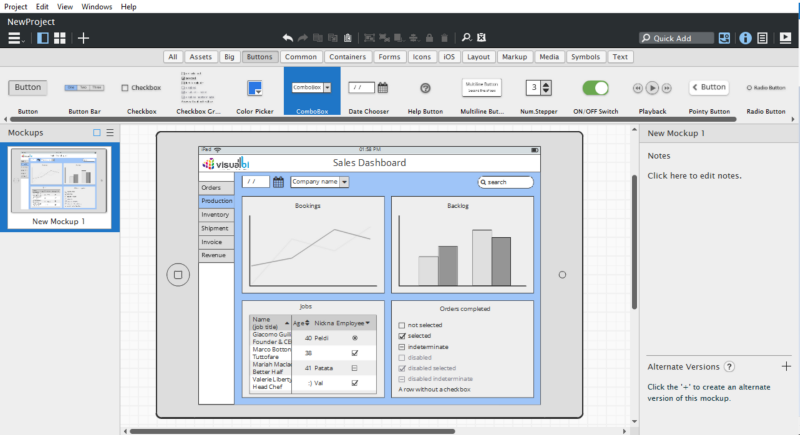 Project Edit View Windows Help
NewProject
Quick Add
All Assets Big Buttons Common Containers Forms Icons iOS Layout Markup Media Symbols Text
Button
Checkbox
ComboBox
/ /
Multiline Button
3
Button
Radio Button
Button Button Bar Checkbox Checkbox Gr... Color Picker ComboBox Date Chooser Help Button Multiline But... Num.Stepper ON/OFF Switch Playback Pointy Button Radio Button
Mockups
New Mockup 1
iPad 01:58 PM
visualbi Sales Dashboard
/ / Company name search
Orders
Production
Inventory
Shipment
Invoice
Revenue
Bookings
Backlog
Jobs
Name
(job title) Age Nickna Employee
Giacomo Guili
Founder & CE 40 Peldi
Marco Botton
Tuttofare 38
Mariah Maclac
Better Half 41 Patata
Valerie Liberty
Head Chef :) Val
Orders completed
not selected
selected
indeterminate
disabled
disabled selected
disabled indeterminate
A row without a checkbox
New Mockup 1
Notes
Click here to edit notes.
Alternate Versions ?
Click the '+' to create an alternate
version of this mockup.